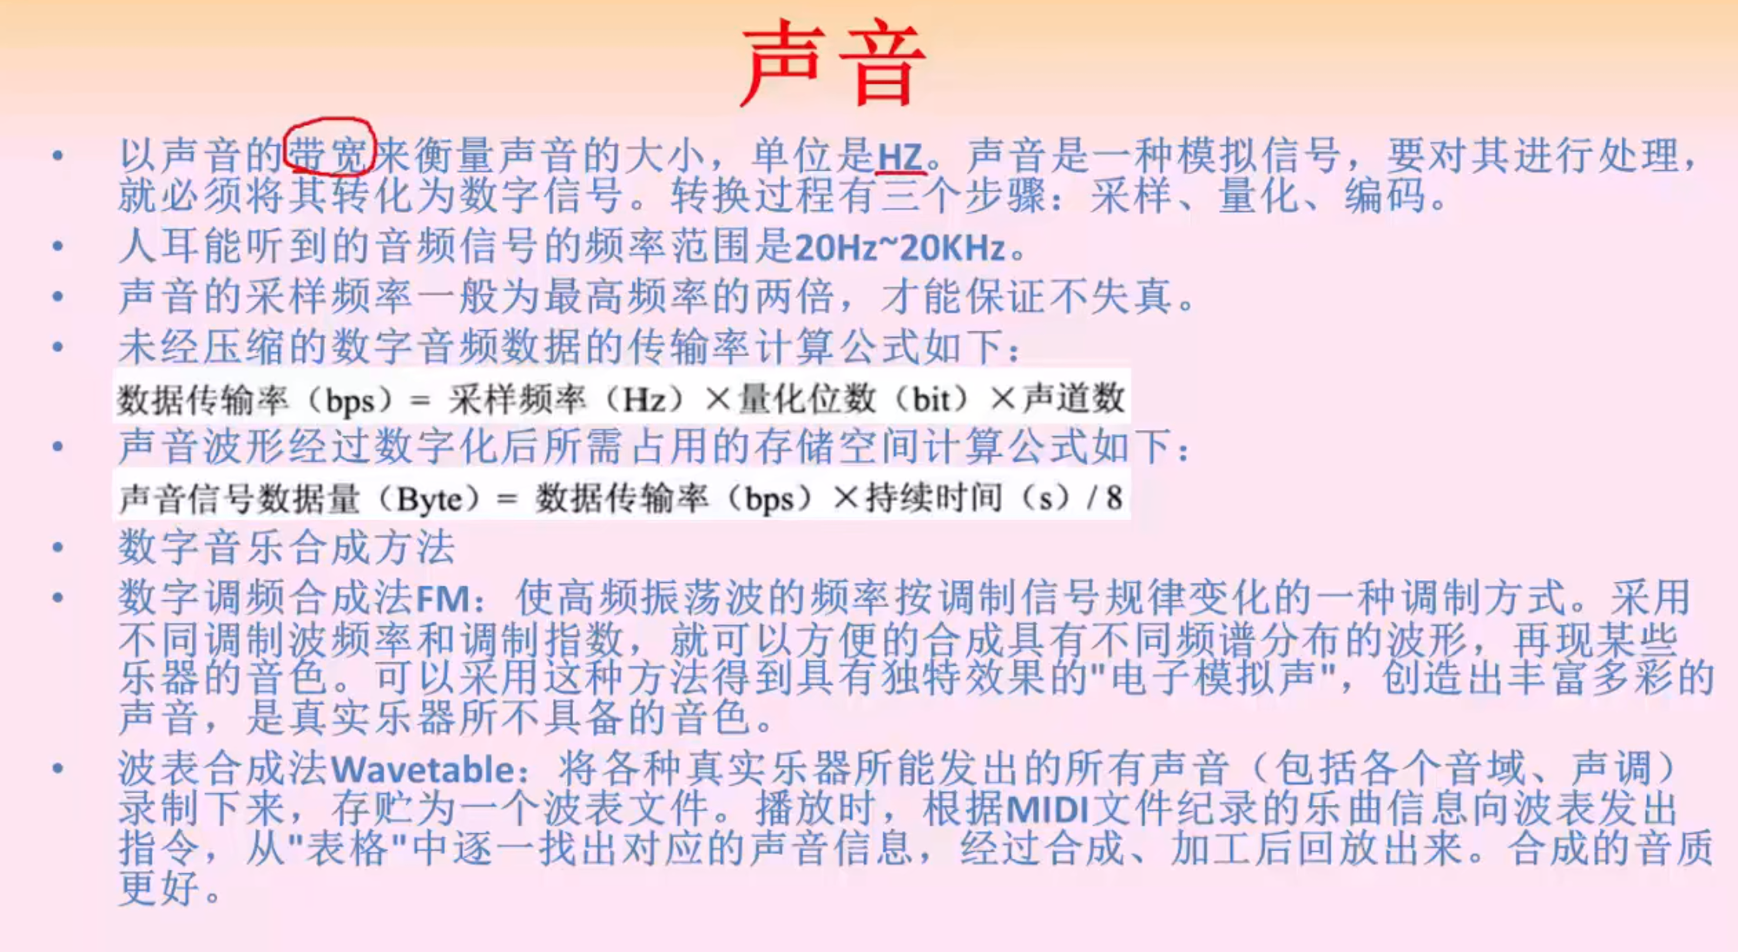 声音
• 以声音的带宽来衡量声音的大小，单位是HZ。声音是一种模拟信号，要对其进行处理，
就必须将其转化为数字信号。转换过程有三个步骤：采样、量化、编码。
• 人耳能听到的音频信号的频率范围是20Hz~20KHz。
• 声音的采样频率一般为最高频率的两倍，才能保证不失真。
• 未经压缩的数字音频数据的传输率计算公式如下：
数据传输率（bps）= 采样频率（Hz）×量化位数（bit）×声道数
• 声音波形经过数字化后所需占用的存储空间计算公式如下：
声音信号数据量（Byte）= 数据传输率（bps）×持续时间（s）/ 8
• 数字音乐合成方法
• 数字调频合成法FM：使高频振荡波的频率按调制信号规律变化的一种调制方式。采用
不同调制波频率和调制指数，就可以方便的合成具有不同频谱分布的波形，再现某些
乐器的音色。可以采用这种方法得到具有独特效果的"电子模拟声"，创造出丰富多彩的
声音，是真实乐器所不具备的音色。
• 波表合成法Wavetable：将各种真实乐器所能发出的所有声音（包括各个音域、声调）
录制下来，存贮为一个波表文件。播放时，根据MIDI文件纪录的乐曲信息向波表发出
指令，从"表格"中逐一找出对应的声音信息，经过合成、加工后回放出来。合成的音质
更好。